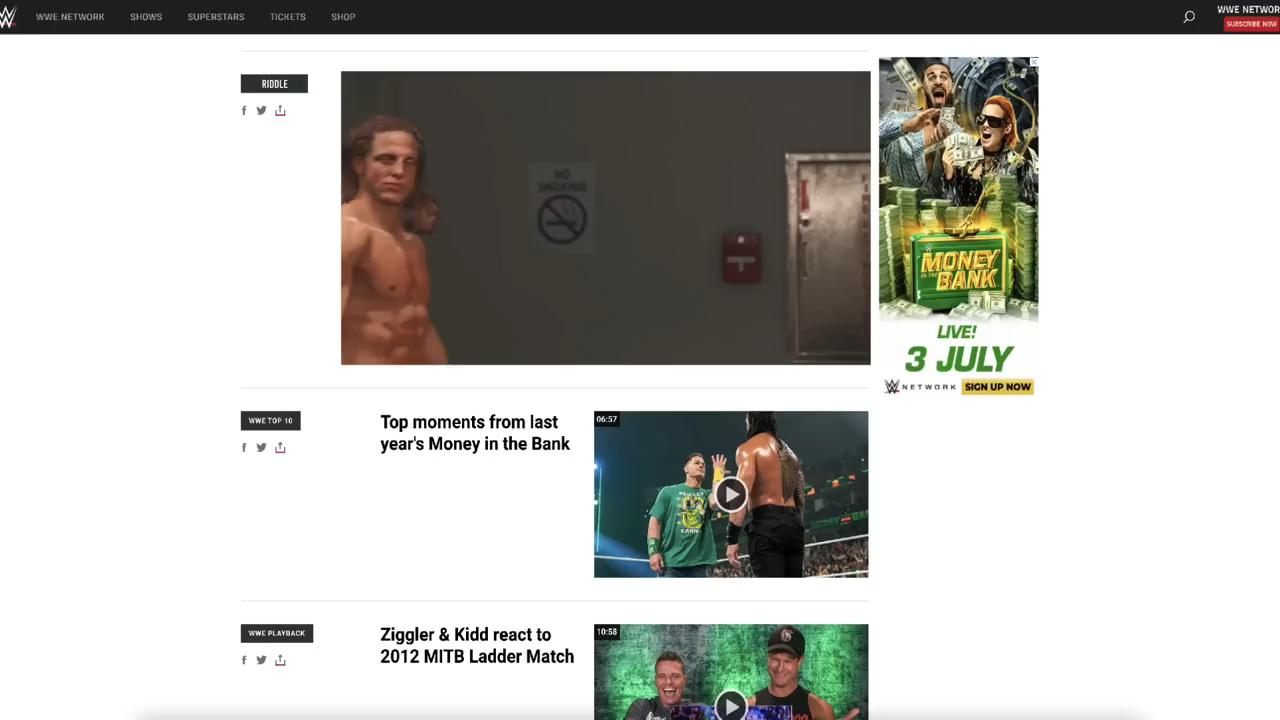 WWE NETWORK SHOWS SUPERSTARS TICKETS SHOP
WWE NETWOR
SUBSCRIBE NOW
RIDDLE
NO
SMOKING
MONEY
IN THE
BANK
LIVE!
3 JULY
NETWORK SIGN UP NOW
WWE TOP 10
Top moments from last
year's Money in the Bank
06:57
WWE PLAYBACK
Ziggler & Kidd react to
2012 MITB Ladder Match
10:58